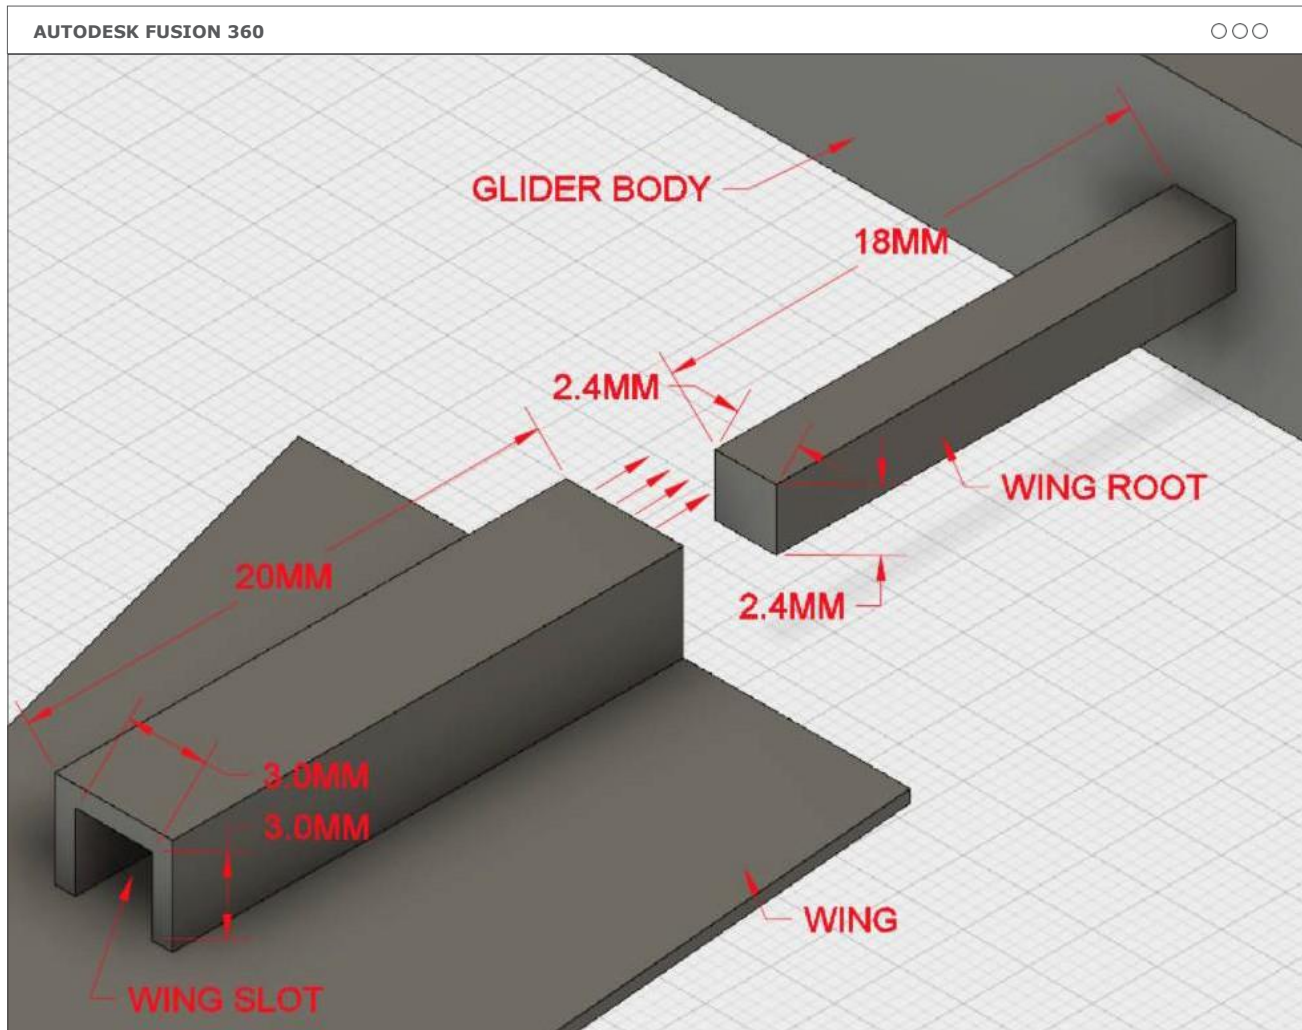 AUTODESK FUSION 360
GLIDER BODY
18MM
2.4MM
WING ROOT
20MM
2.4MM
3.0MM
3.0MM
WING
WING SLOT